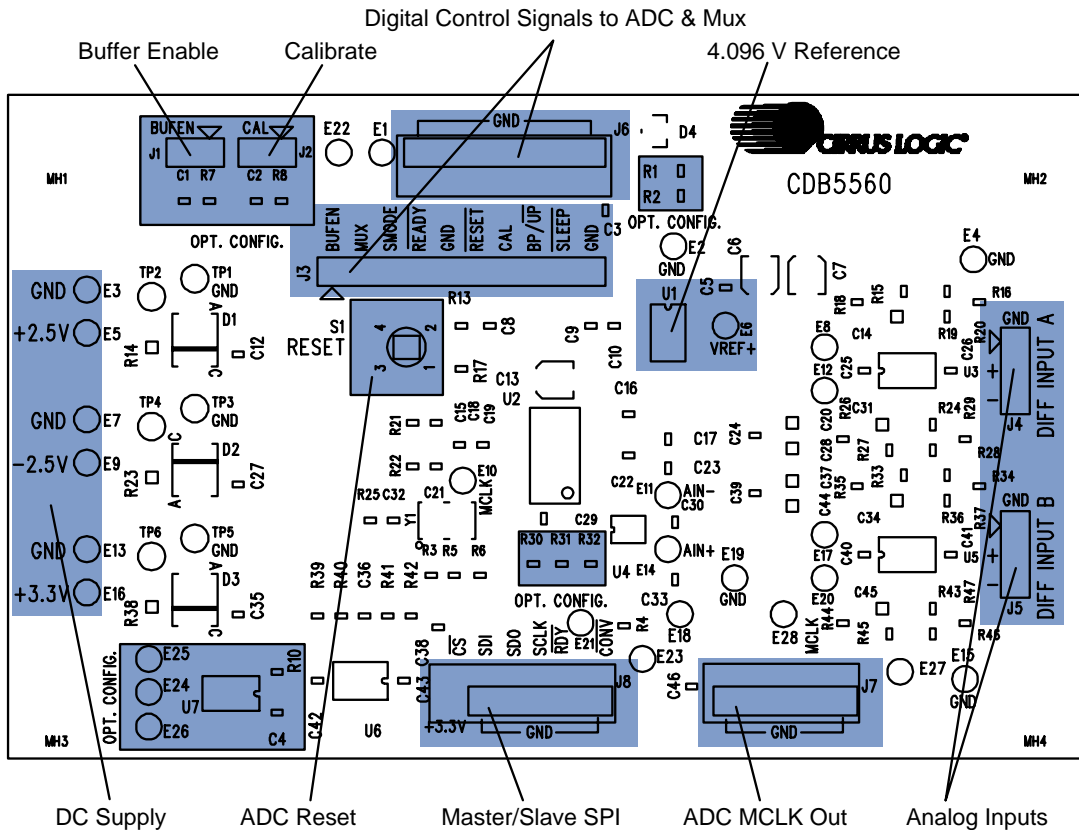 Digital Control Signals to ADC & Mux
Buffer Enable
Calibrate
4.096 V Reference
BUFEN
CAL
J1
J2
C1 R7
C2 R8
OPT. CONFIG.
E22
E1
GND
J6
D4
R1
R2
OPT. CONFIG.
CIRRUS LOGIC®
CDB5560
MH1
MH2
BUFEN
MUX
SMODE
READY
GND
RESET
CAL
BP/UP
SLEEP
GND
C3
J3
E2
GND
C6
C5
C7
E4
GND
GND E3
+2.5V E5
GND E7
-2.5V E9
GND E13
+3.3V E16
TP2
TP1
GND
A
D1
C
R14
C12
TP4
TP3
GND
C
D2
A
R23
C27
TP6
TP5
GND
A
D3
C
R38
C35
S1
RESET
4
2
3
1
R13
C8
R17
C9
C10
U1
E6
VREF+
C13
U2
C16
R21
C15
C18
C19
R22
E10
MCLK
R25
C32
C21
Y1
R3 R5 R6
C22
C17
C23
C24
C39
E11
AIN-
C30
C29
AIN+
E14
U4
R30 R31 R32
OPT. CONFIG.
E19
GND
C33
E18
E28
MCLK
E8
E12
R18
R15
R16
C14
R19
R20
C25
C26
U3
R26
C31
R24
R29
C20
C28
R27
R28
C37
R35
R33
R34
C44
C34
R36
R37
E17
C40
C41
U5
E20
C45
R43
R47
R44
R45
R46
GND
+
-
J4
DIFF INPUT A
GND
+
-
J5
DIFF INPUT B
R39
R40
C36
R41
R42
C38
CS
SDI
SDO
SCLK
RDY
E21
CONV
R4
E23
E27
E15
GND
OPT. CONFIG.
E25
E24
E26
U7
R10
C4
C42
U6
C43
+3.3V
J8
GND
C46
J7
GND
MH3
MH4
DC Supply
ADC Reset
Master/Slave SPI
ADC MCLK Out
Analog Inputs